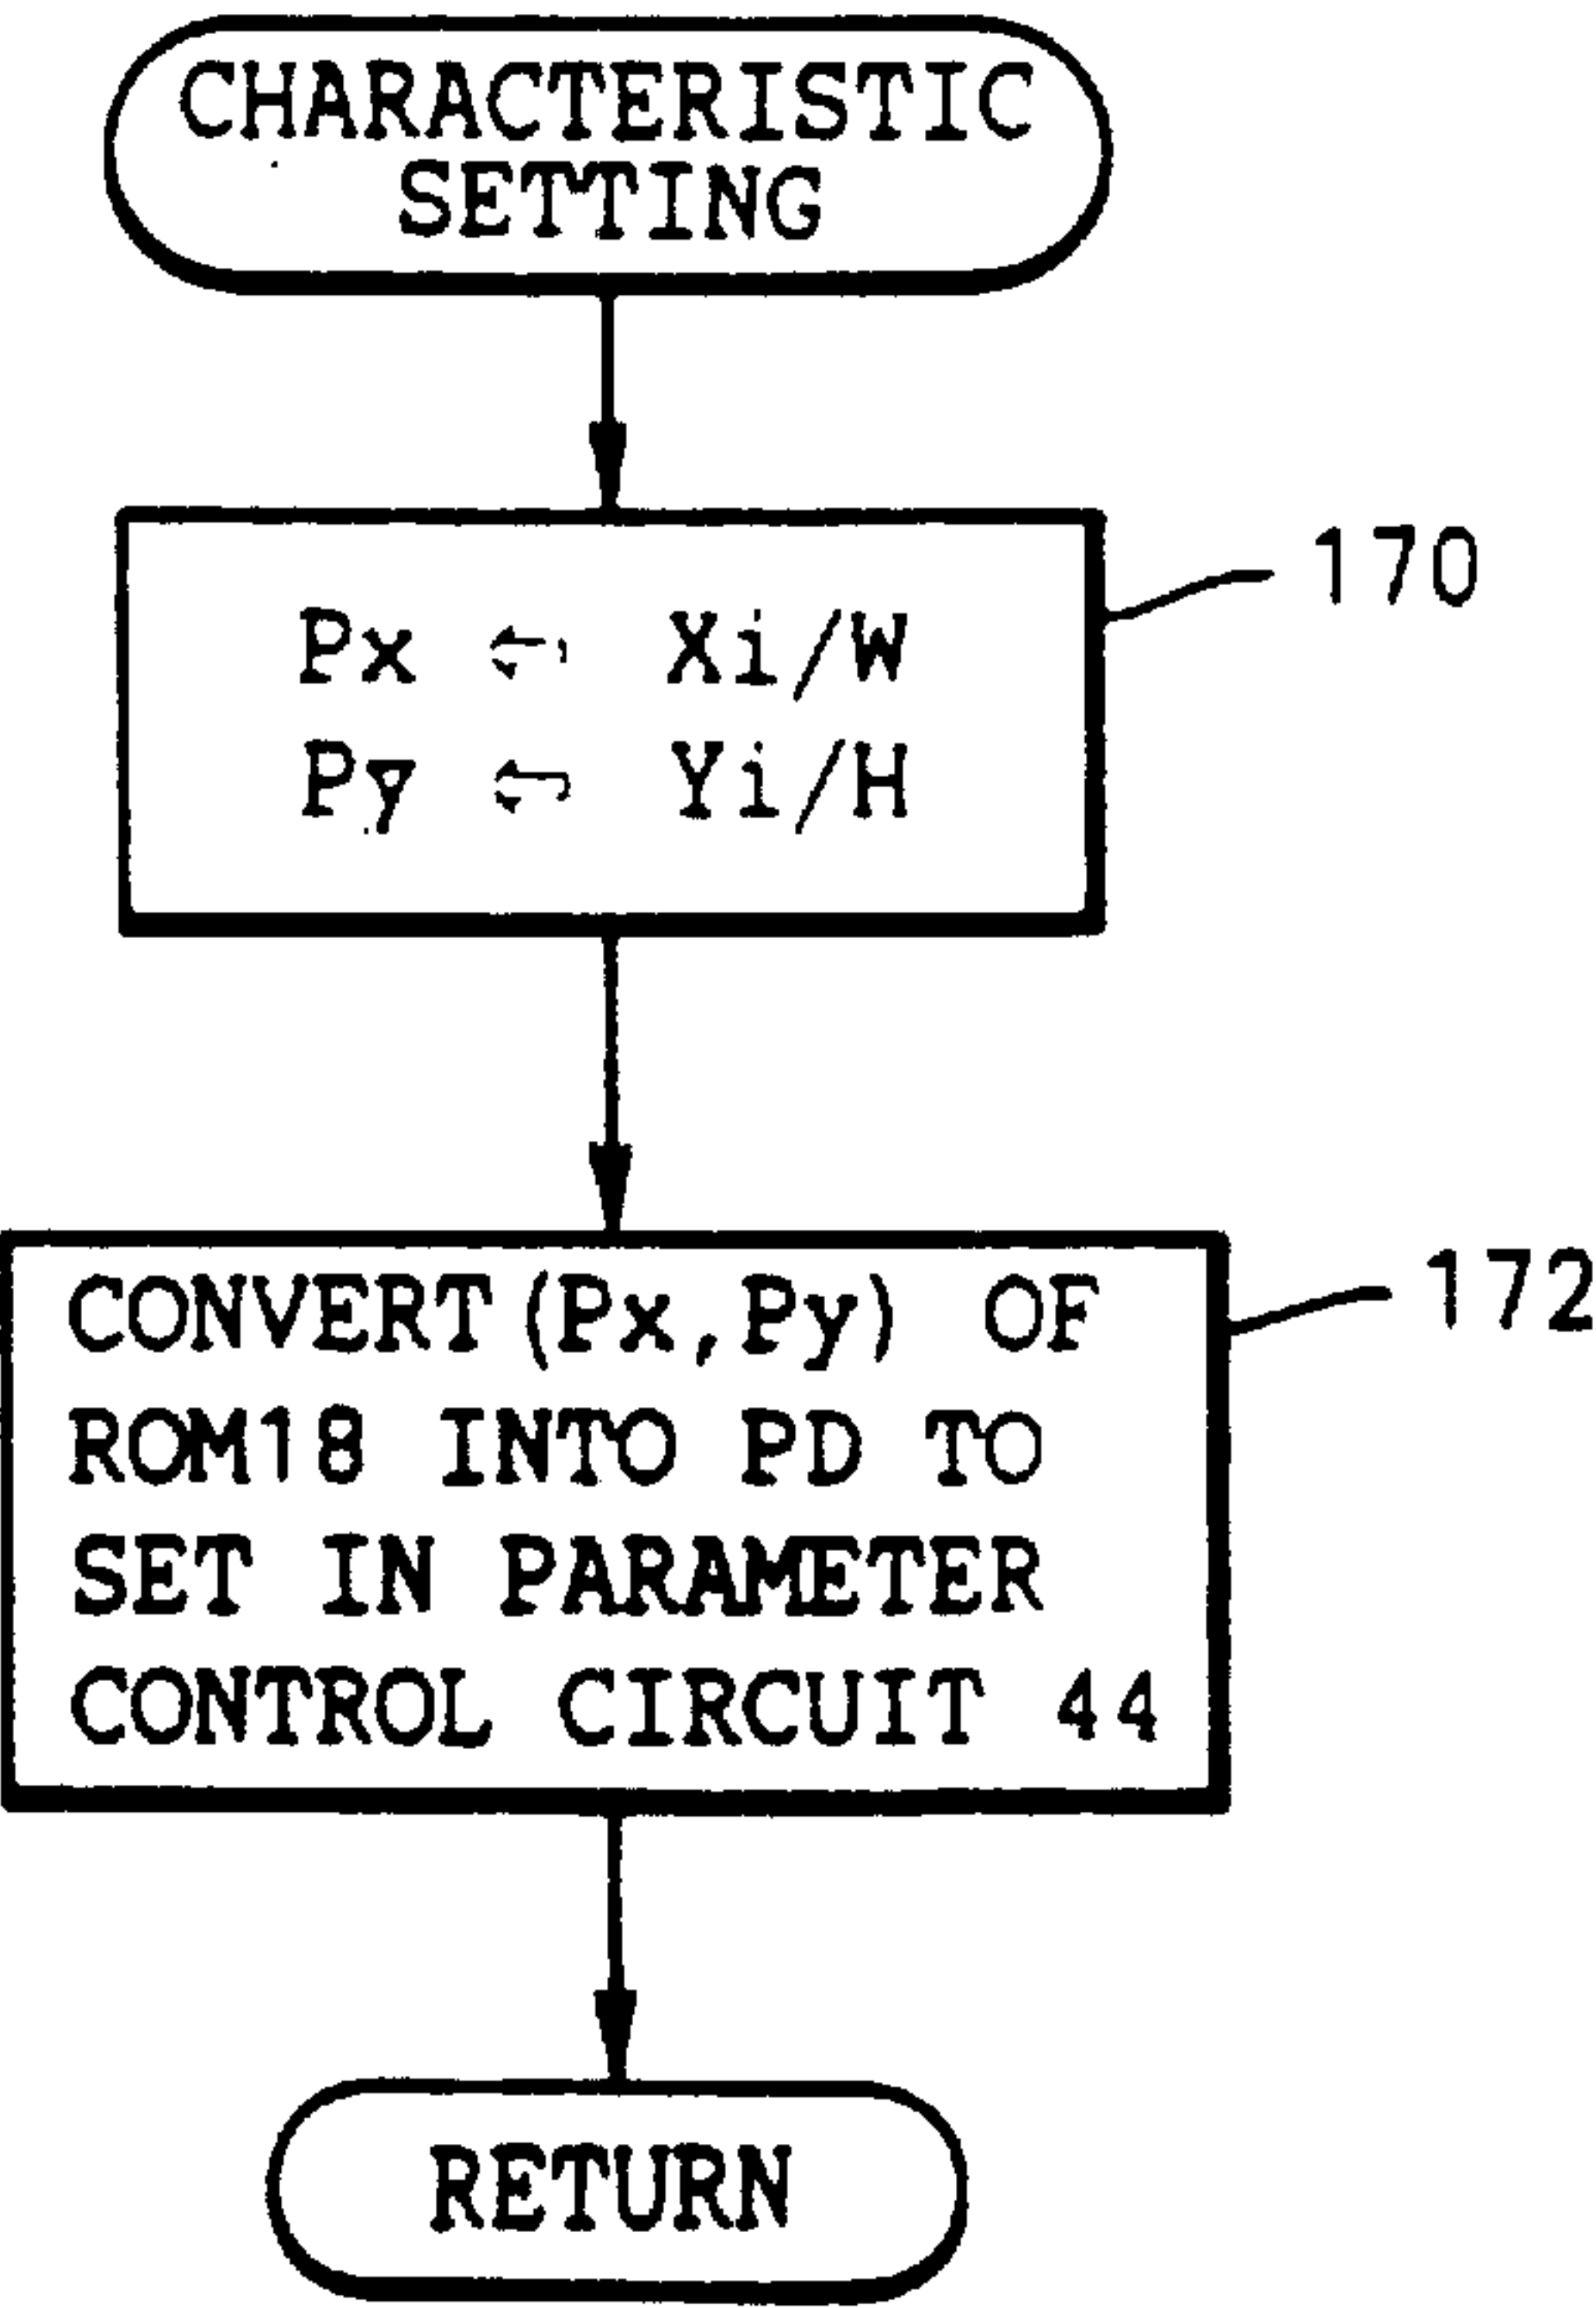 CHARACTERISTIC
SETTING
170
Px ← Xi/W
Py ← Yi/H
172
CONVERT(Px,Py) OF
ROM18 INTO PD TO
SET IN PARAMETER
CONTROL CIRCUIT 44
RETURN